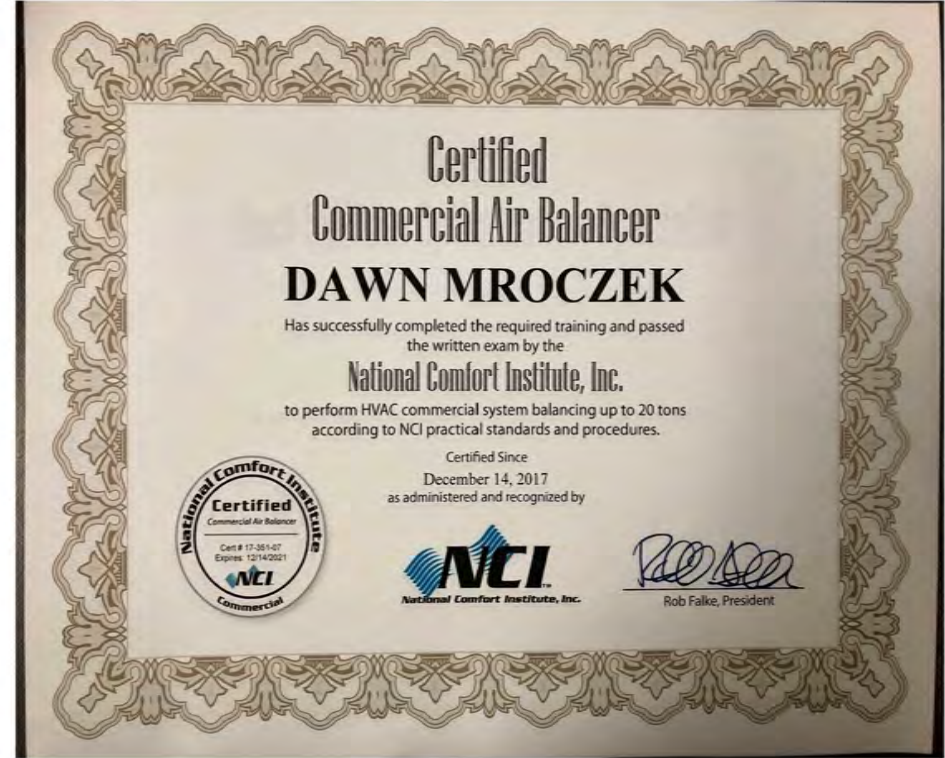 Certified
Commercial Air Balancer
DAWN MROCZEK
Has successfully completed the required training and passed
the written exam by the
National Comfort Institute, Inc.
to perform HVAC commercial system balancing up to 20 tons
according to NCI practical standards and procedures.
Certified Since
December 14, 2017
as administered and recognized by
National Comfort Institute
Certified
Commercial Air Balancer
Cert # 17-351-07
Expires: 12/14/2021
NCI
Commercial
NCI™
National Comfort Institute, Inc.
Rob Falke, President